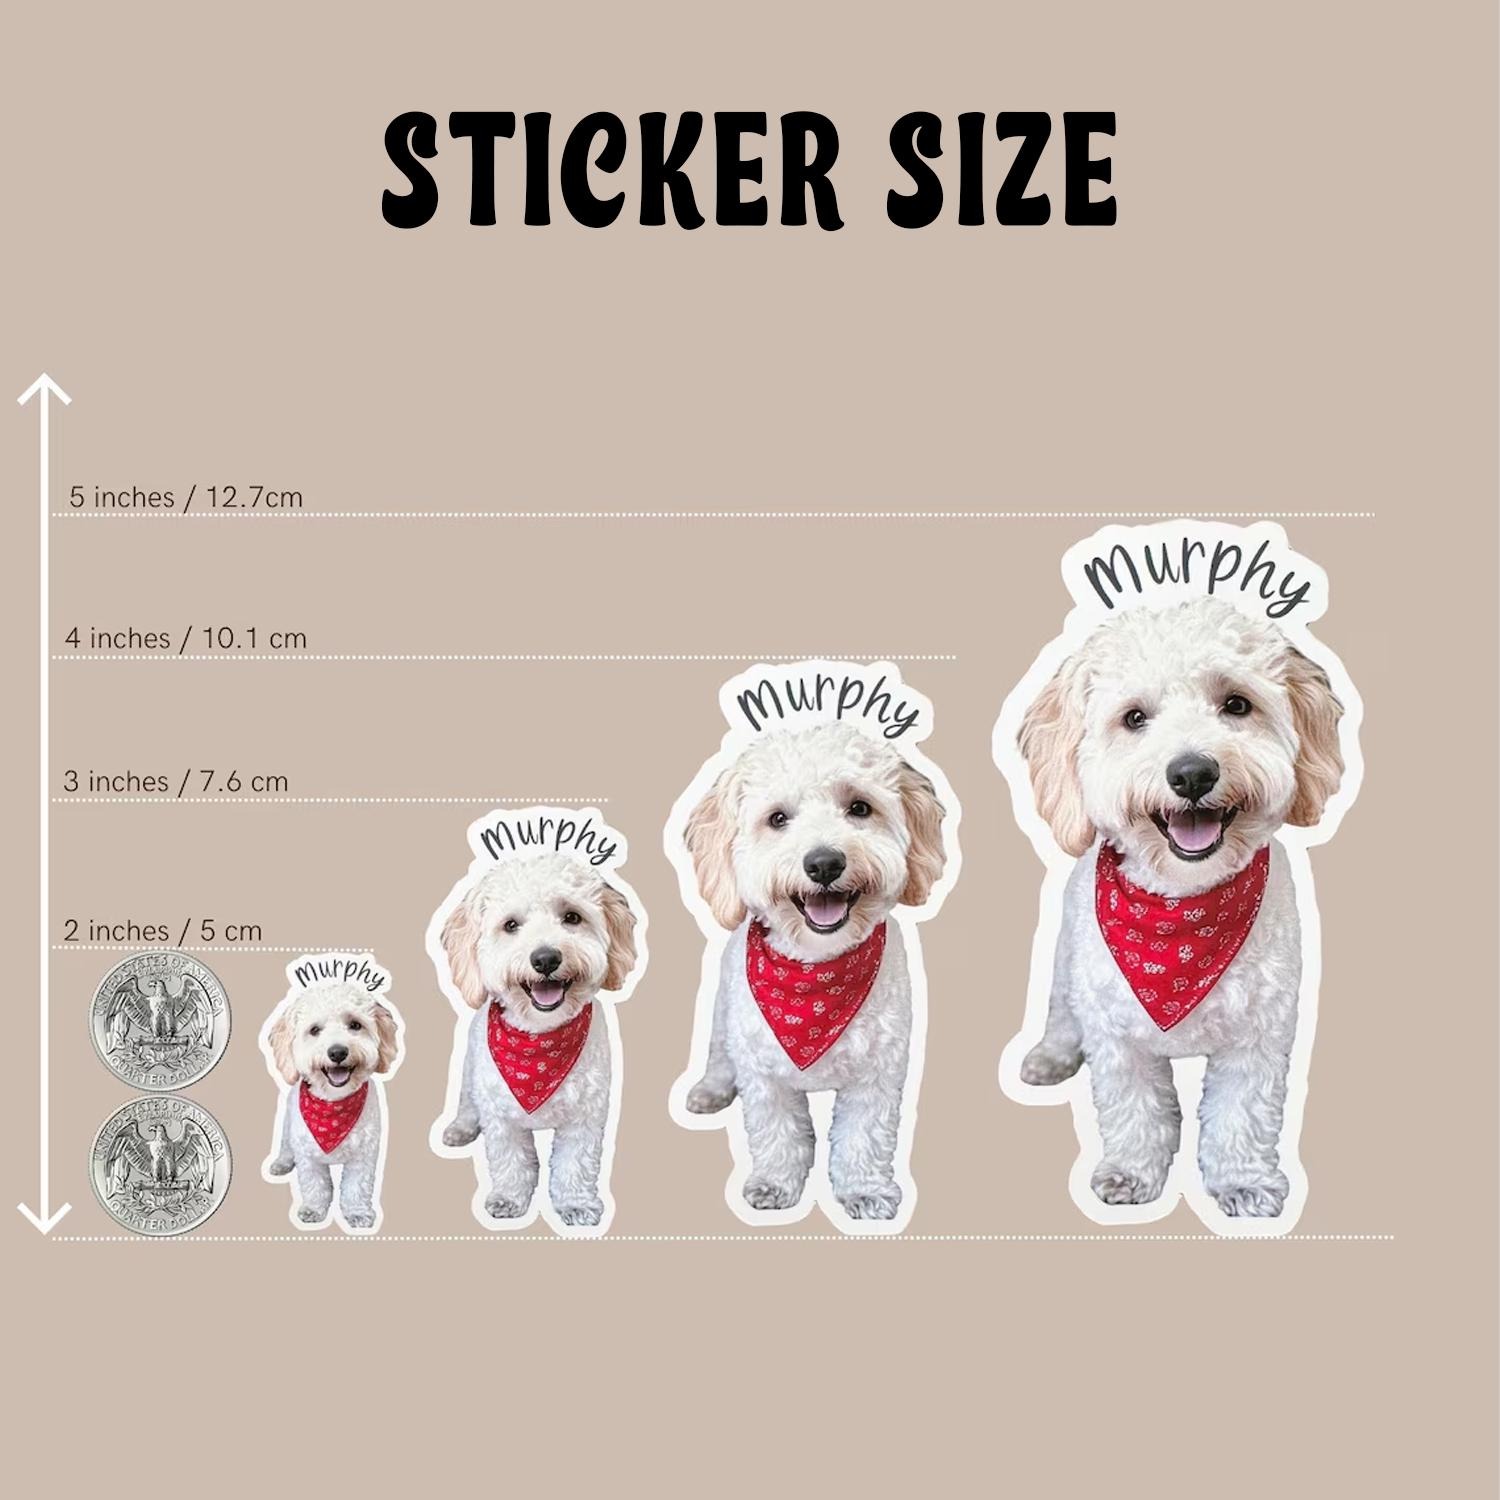 STICKER SIZE
5 inches / 12.7cm
4 inches / 10.1 cm
3 inches / 7.6 cm
2 inches / 5 cm
Murphy
Murphy
Murphy
Murphy
UNITED STATES OF AMERICA
QUARTER DOLLAR
UNITED STATES OF AMERICA
QUARTER DOLLAR